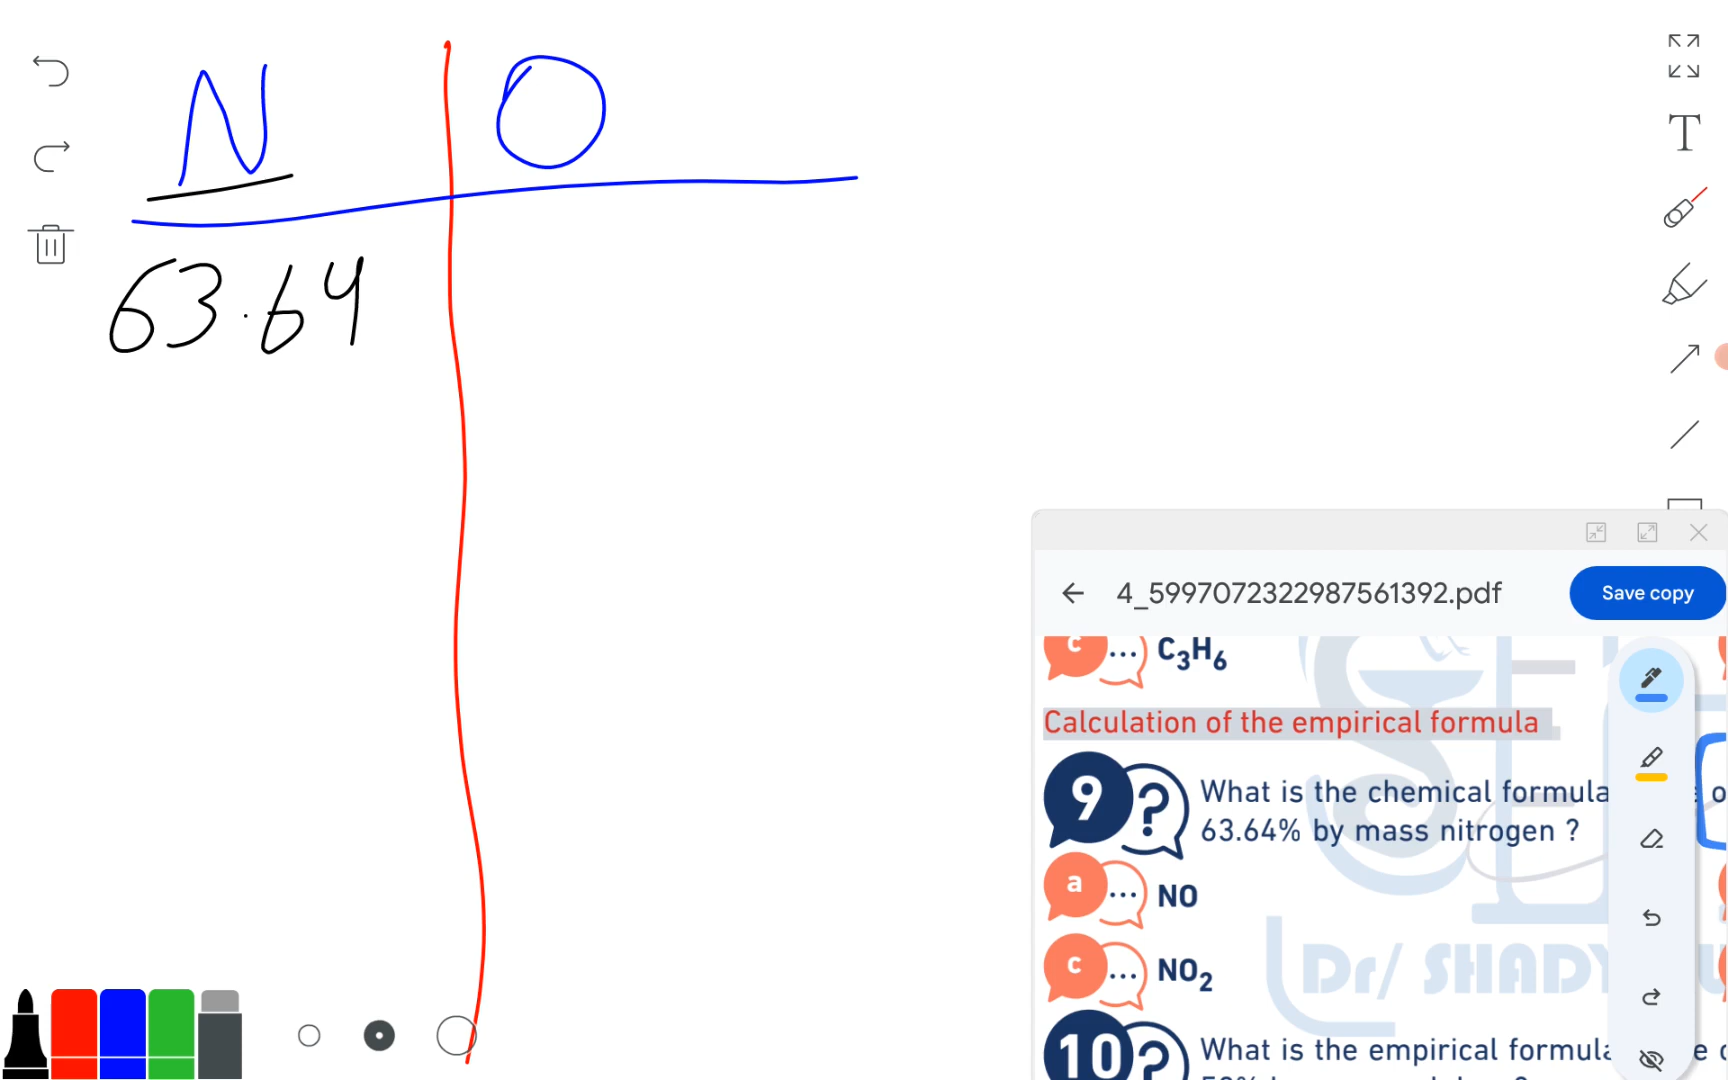 N O
63.64
T
4_5997072322987561392.pdf
Save copy
c ... C₃H₆
Calculation of the empirical formula
9 ? What is the chemical formula
63.64% by mass nitrogen ?
a ... NO
c ... NO₂
Dr/ SHADY
10 ? What is the empirical formula